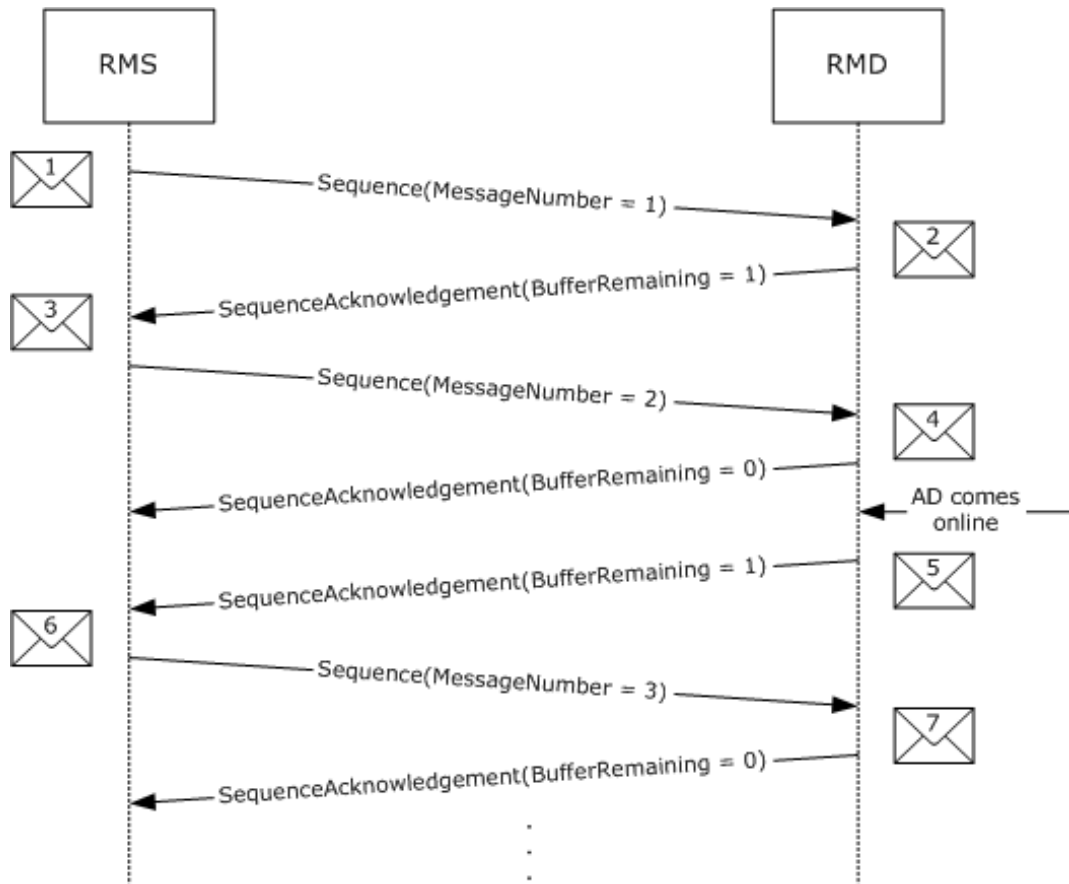 RMS
RMD
1
Sequence(MessageNumber = 1)
2
SequenceAcknowledgement(BufferRemaining = 1)
3
Sequence(MessageNumber = 2)
4
SequenceAcknowledgement(BufferRemaining = 0)
AD comes
online
5
SequenceAcknowledgement(BufferRemaining = 1)
6
Sequence(MessageNumber = 3)
7
SequenceAcknowledgement(BufferRemaining = 0)